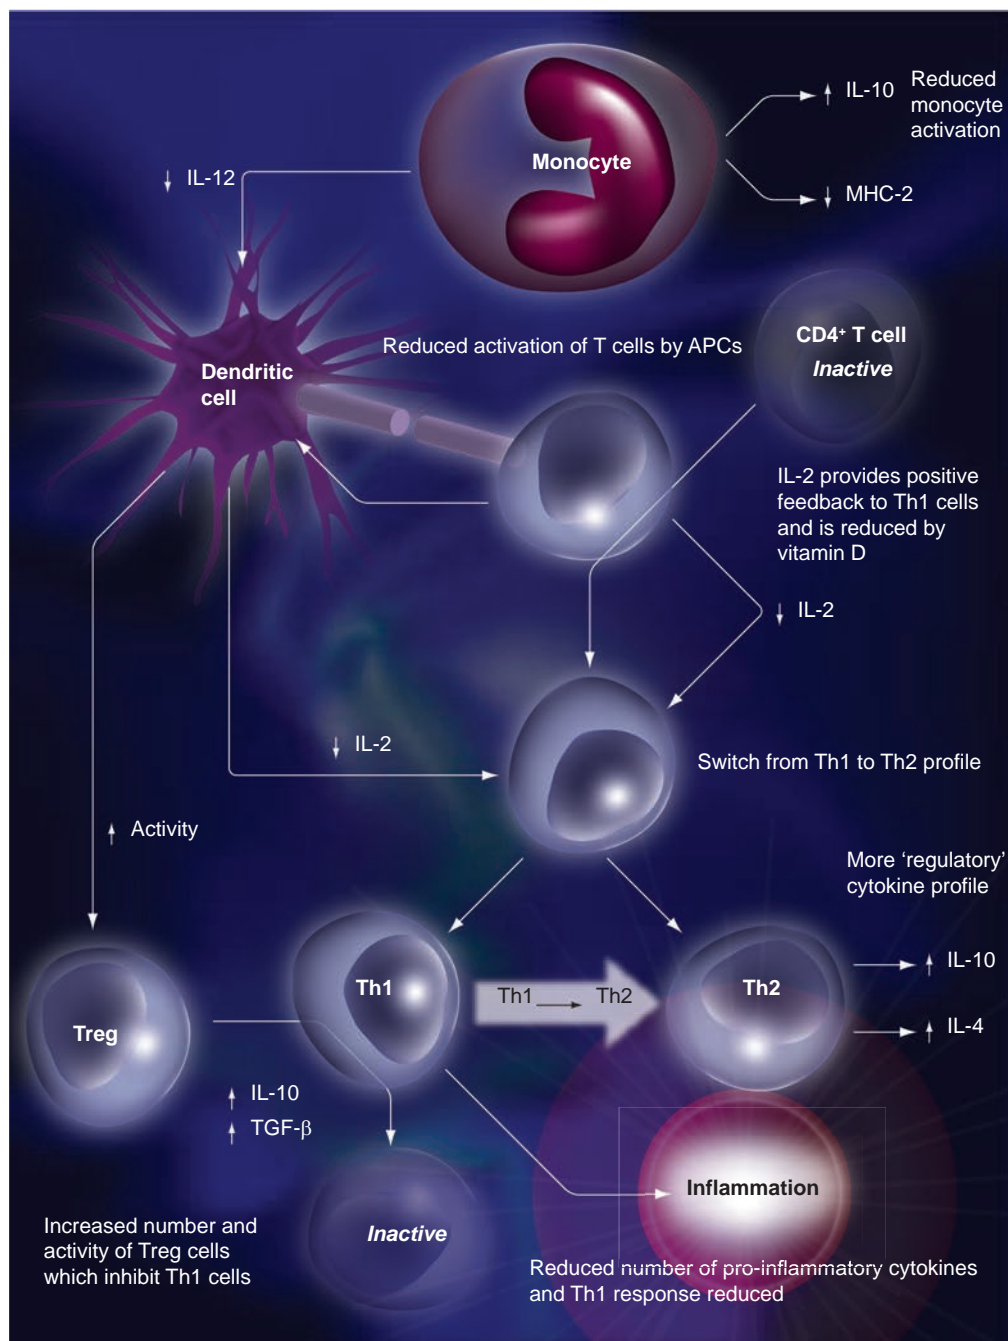 ↑ IL-10
Reduced
monocyte
activation
Monocyte
↓ IL-12
↓ MHC-2
Reduced activation of T cells by APCs
CD4⁺ T cell
Inactive
Dendritic
cell
IL-2 provides positive
feedback to Th1 cells
and is reduced by
vitamin D
↓ IL-2
↓ IL-2
Switch from Th1 to Th2 profile
↑ Activity
More ‘regulatory’
cytokine profile
Treg
Th1
Th1 → Th2
Th2
↑ IL-10
↑ IL-4
↑ IL-10
↑ TGF-β
Inflammation
Inactive
Increased number and
activity of Treg cells
which inhibit Th1 cells
Reduced number of pro-inflammatory cytokines
and Th1 response reduced